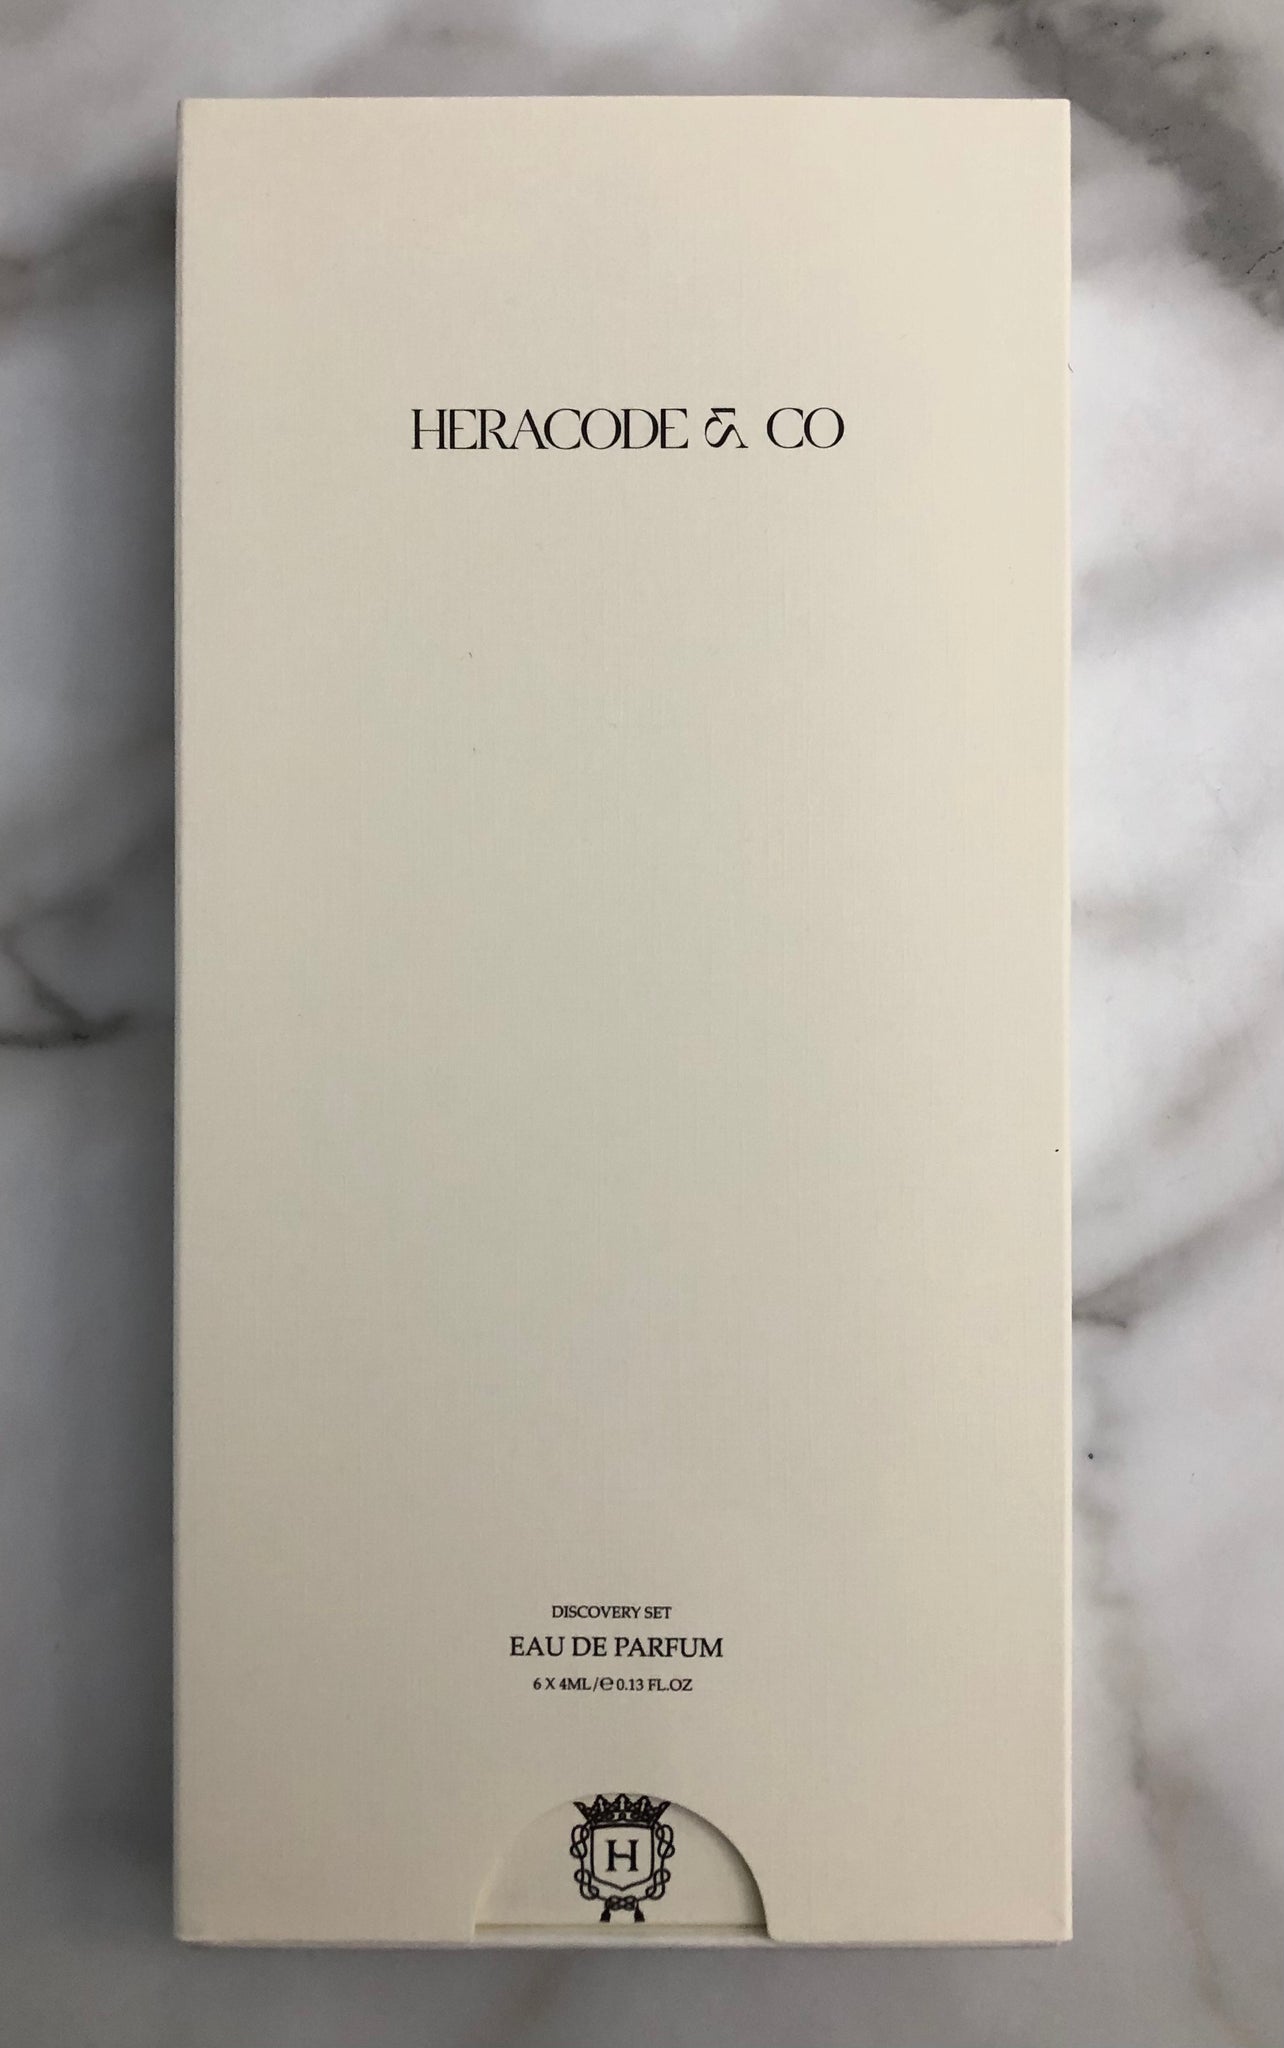 HERACODE & CO
DISCOVERY SET
EAU DE PARFUM
6 X 4ML/℮0.13 FL.OZ
H